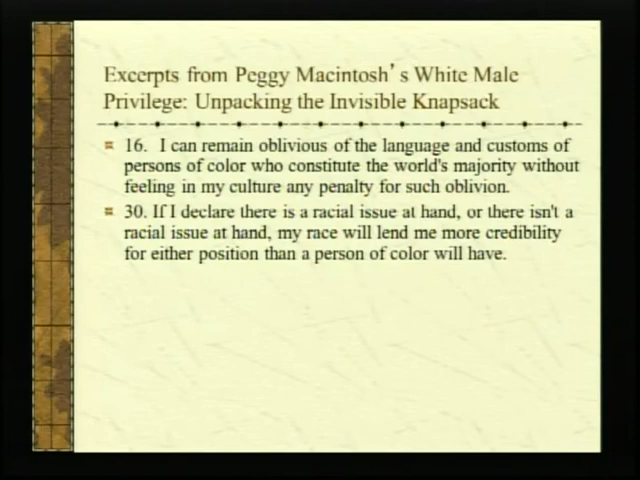 Excerpts from Peggy Macintosh's White Male
Privilege: Unpacking the Invisible Knapsack
16. I can remain oblivious of the language and customs of
persons of color who constitute the world's majority without
feeling in my culture any penalty for such oblivion.
30. If I declare there is a racial issue at hand, or there isn't a
racial issue at hand, my race will lend me more credibility
for either position than a person of color will have.